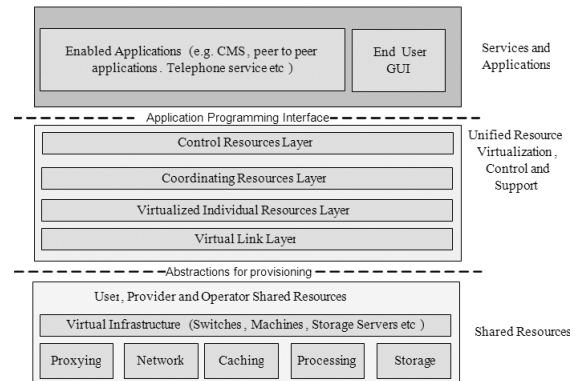 Enabled Applications (e.g. CMS, peer to peer
applications. Telephone service etc )
End User
GUI
Services and
Applications
Application Programming Interface
Control Resources Layer
Coordinating Resources Layer
Virtualized Individual Resources Layer
Virtual Link Layer
Unified Resource
Virtualization,
Control and
Support
Abstractions for provisioning
User, Provider and Operator Shared Resources
Virtual Infrastructure (Switches, Machines, Storage Servers etc )
Proxying
Network
Caching
Processing
Storage
Shared Resources